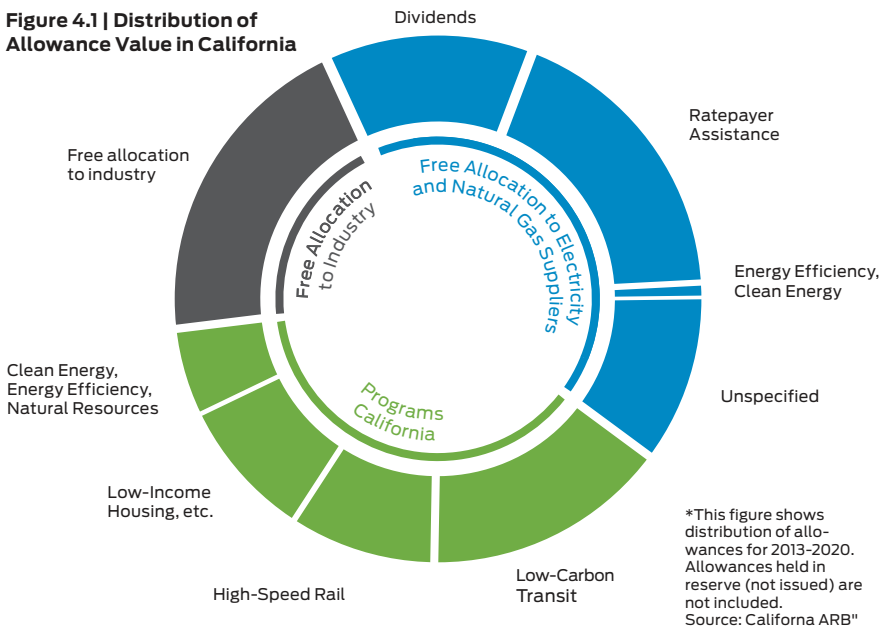 Figure 4.1 | Distribution of
Allowance Value in California
Dividends
Ratepayer
Assistance
Free allocation
to industry
Free Allocation
to Industry
Free Allocation to Electricity
and Natural Gas Suppliers
Energy Efficiency,
Clean Energy
Clean Energy,
Energy Efficiency,
Natural Resources
Programs
California
Unspecified
Low-Income
Housing, etc.
High-Speed Rail
Low-Carbon
Transit
*This figure shows
distribution of allo-
wances for 2013-2020.
Allowances held in
reserve (not issued) are
not included.
Source: Californa ARB"